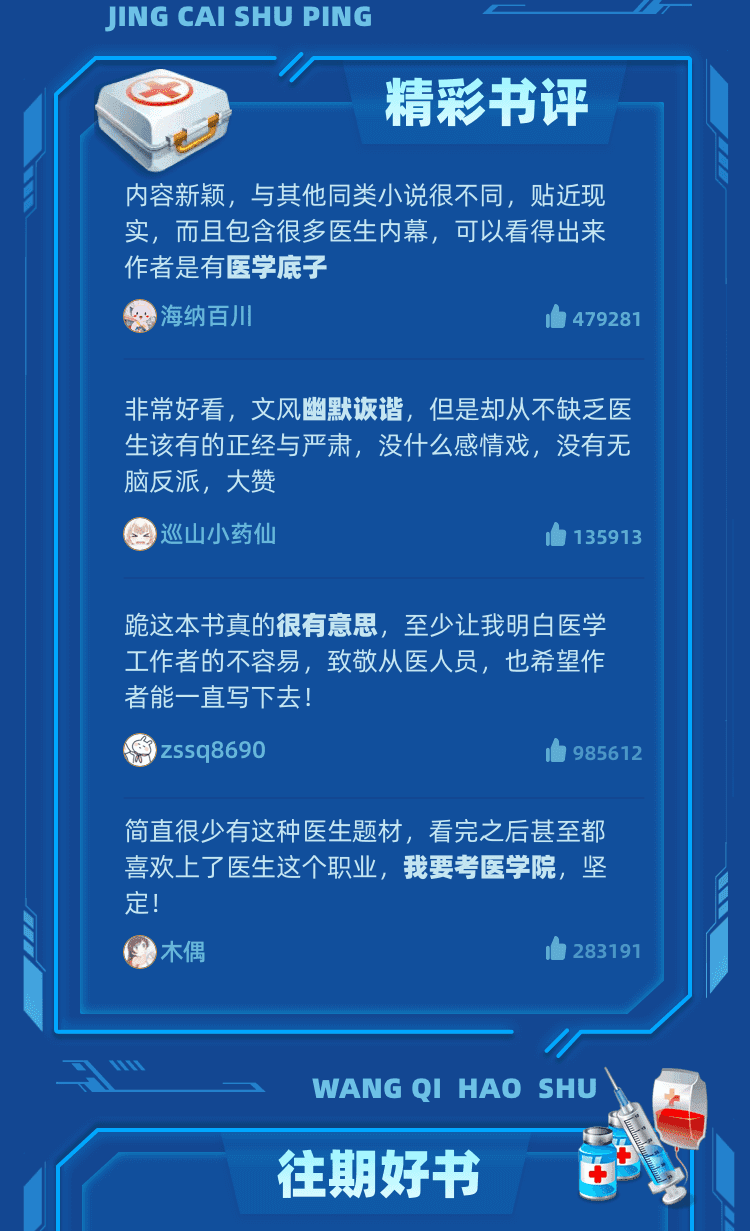 JING CAI SHU PING
精彩书评
内容新颖，与其他同类小说很不同，贴近现
实，而且包含很多医生内幕，可以看得出来
作者是有医学底子
海纳百川 479281
非常好看，文风幽默诙谐，但是却从不缺乏医
生该有的正经与严肃，没什么感情戏，没有无
脑反派，大赞
巡山小药仙 135913
跪这本书真的很有意思，至少让我明白医学
工作者的不容易，致敬从医人员，也希望作
者能一直写下去！
zssq8690 985612
简直很少有这种医生题材，看完之后甚至都
喜欢上了医生这个职业，我要考医学院，坚
定！
木偶 283191
WANG QI HAO SHU
往期好书